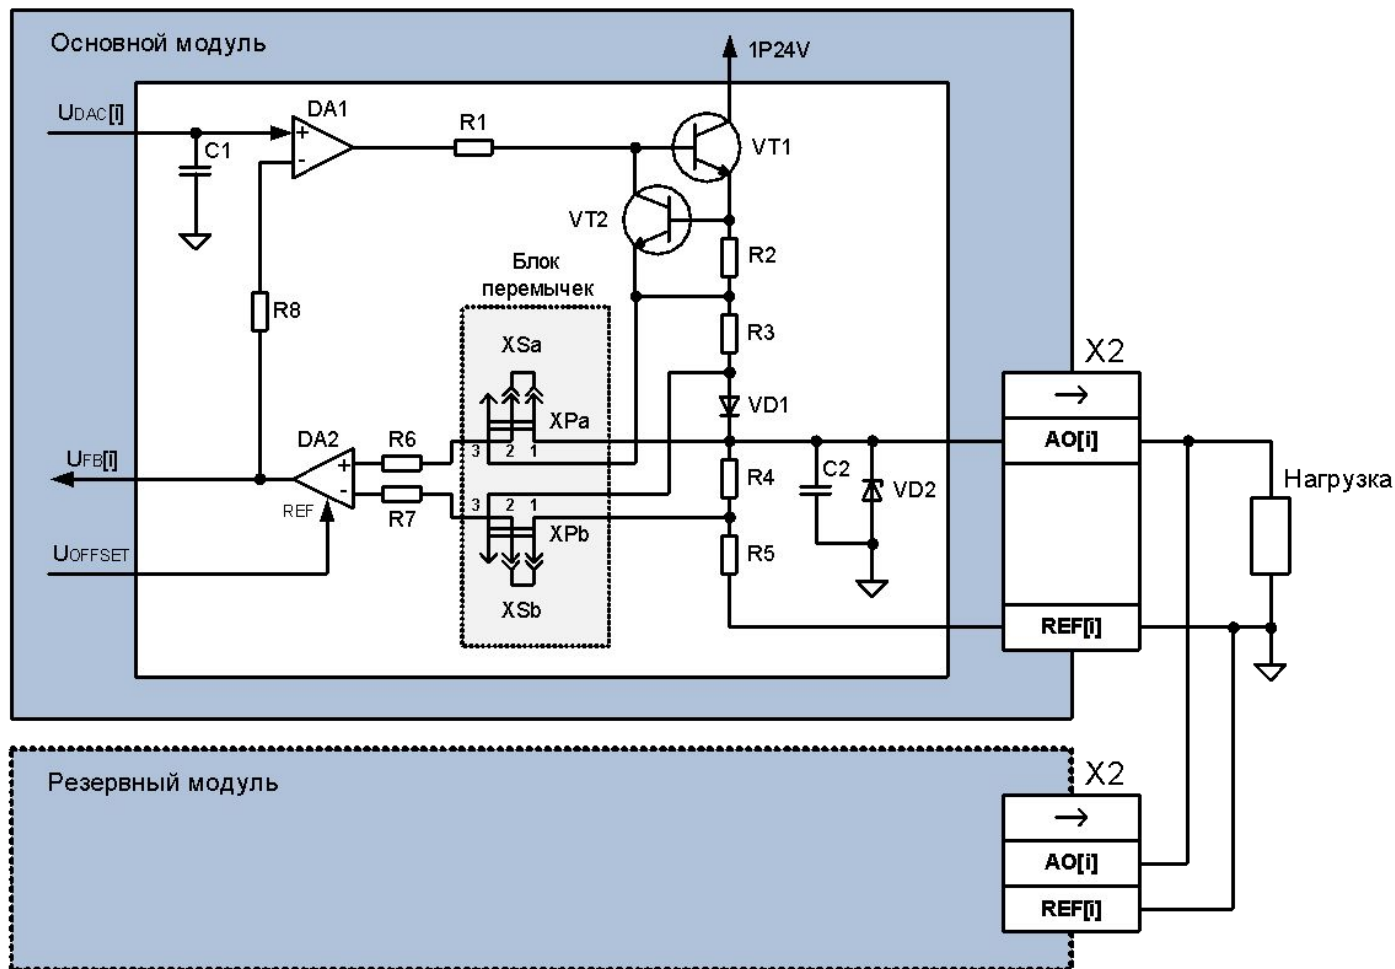 Основной модуль
1P24V
UDAC[i]
DA1
R1
C1
VT1
VT2
R2
Блок
перемычек
R8
R3
X2
XSa
→
VD1
XPa
AO[i]
DA2
R6
3 2 1
C2
UFB[i]
+
-
R4
VD2
Нагрузка
REF
R7
3 2 1
XPb
UOFFSET
R5
XSb
REF[i]
Резервный модуль
X2
→
AO[i]
REF[i]